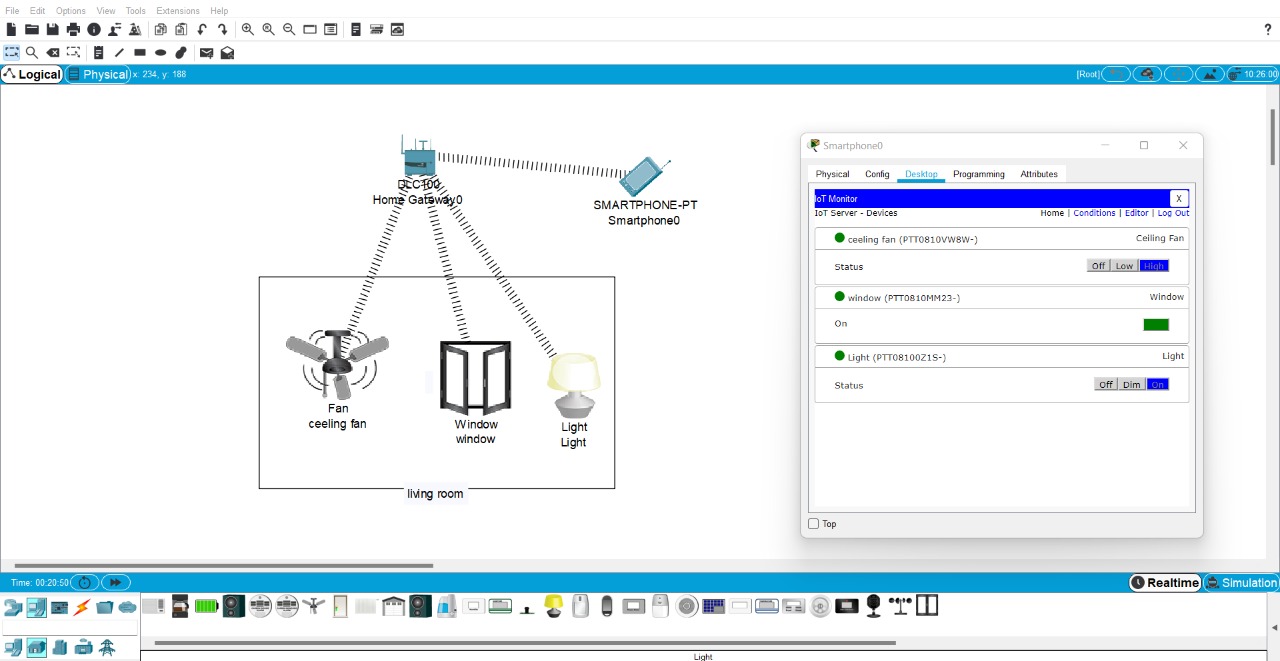 File Edit Options View Tools Extensions Help
?
Logical Physical x: 234, y: 188 [Root] 10:26:00
DLC100
Home Gateway0
SMARTPHONE-PT
Smartphone0
Fan
ceeling fan
Window
window
Light
Light
living room
Smartphone0
Physical Config Desktop Programming Attributes
IoT Monitor X
IoT Server - Devices Home | Conditions | Editor | Log Out
ceeling fan (PTT0810VW8W-) Ceiling Fan
Status Off Low High
window (PTT0810MM23-) Window
On
Light (PTT08100Z1S-) Light
Status Off Dim On
Top
Time: 00:20:50 Realtime Simulation
Light